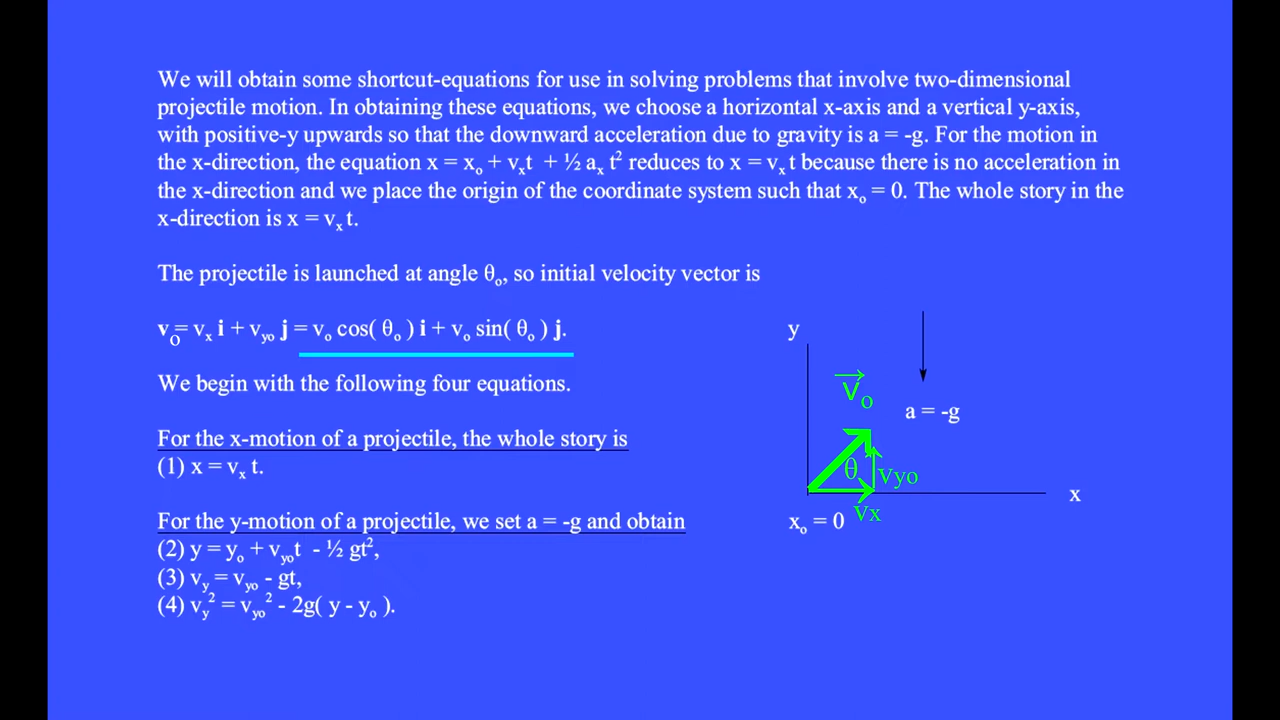 We will obtain some shortcut-equations for use in solving problems that involve two-dimensional
projectile motion. In obtaining these equations, we choose a horizontal x-axis and a vertical y-axis,
with positive-y upwards so that the downward acceleration due to gravity is a = -g. For the motion in
the x-direction, the equation x = xₒ + vₓt + ½ aₓ t² reduces to x = vₓ t because there is no acceleration in
the x-direction and we place the origin of the coordinate system such that xₒ = 0. The whole story in the
x-direction is x = vₓ t.
The projectile is launched at angle θₒ, so initial velocity vector is
vₒ = vₓ i + v_yo j = vₒ cos( θₒ ) i + vₒ sin( θₒ ) j.
We begin with the following four equations.
For the x-motion of a projectile, the whole story is
(1) x = vₓ t.
For the y-motion of a projectile, we set a = -g and obtain
(2) y = yₒ + v_yo t - ½ gt²,
(3) v_y = v_yo - gt,
(4) v_y² = v_yo² - 2g( y - yₒ ).
y
v⃗ₒ
a = -g
θ
vyo
x
vx
xₒ = 0